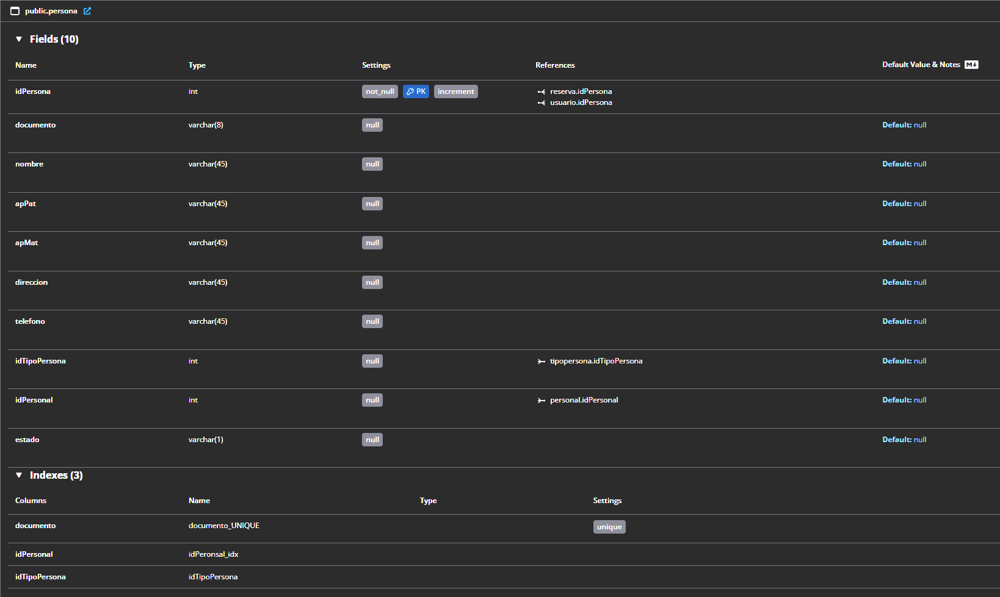 public.persona
Fields (10)
Name Type Settings References Default Value & Notes M↓
idPersona int not_null PK increment reserva.idPersona
usuario.idPersona
documento varchar(8) null Default: null
nombre varchar(45) null Default: null
apPat varchar(45) null Default: null
apMat varchar(45) null Default: null
direccion varchar(45) null Default: null
telefono varchar(45) null Default: null
idTipoPersona int null tipopersona.idTipoPersona Default: null
idPersonal int null personal.idPersonal Default: null
estado varchar(1) null Default: null
Indexes (3)
Columns Name Type Settings
documento documento_UNIQUE unique
idPersonal idPeronsal_idx
idTipoPersona idTipoPersona